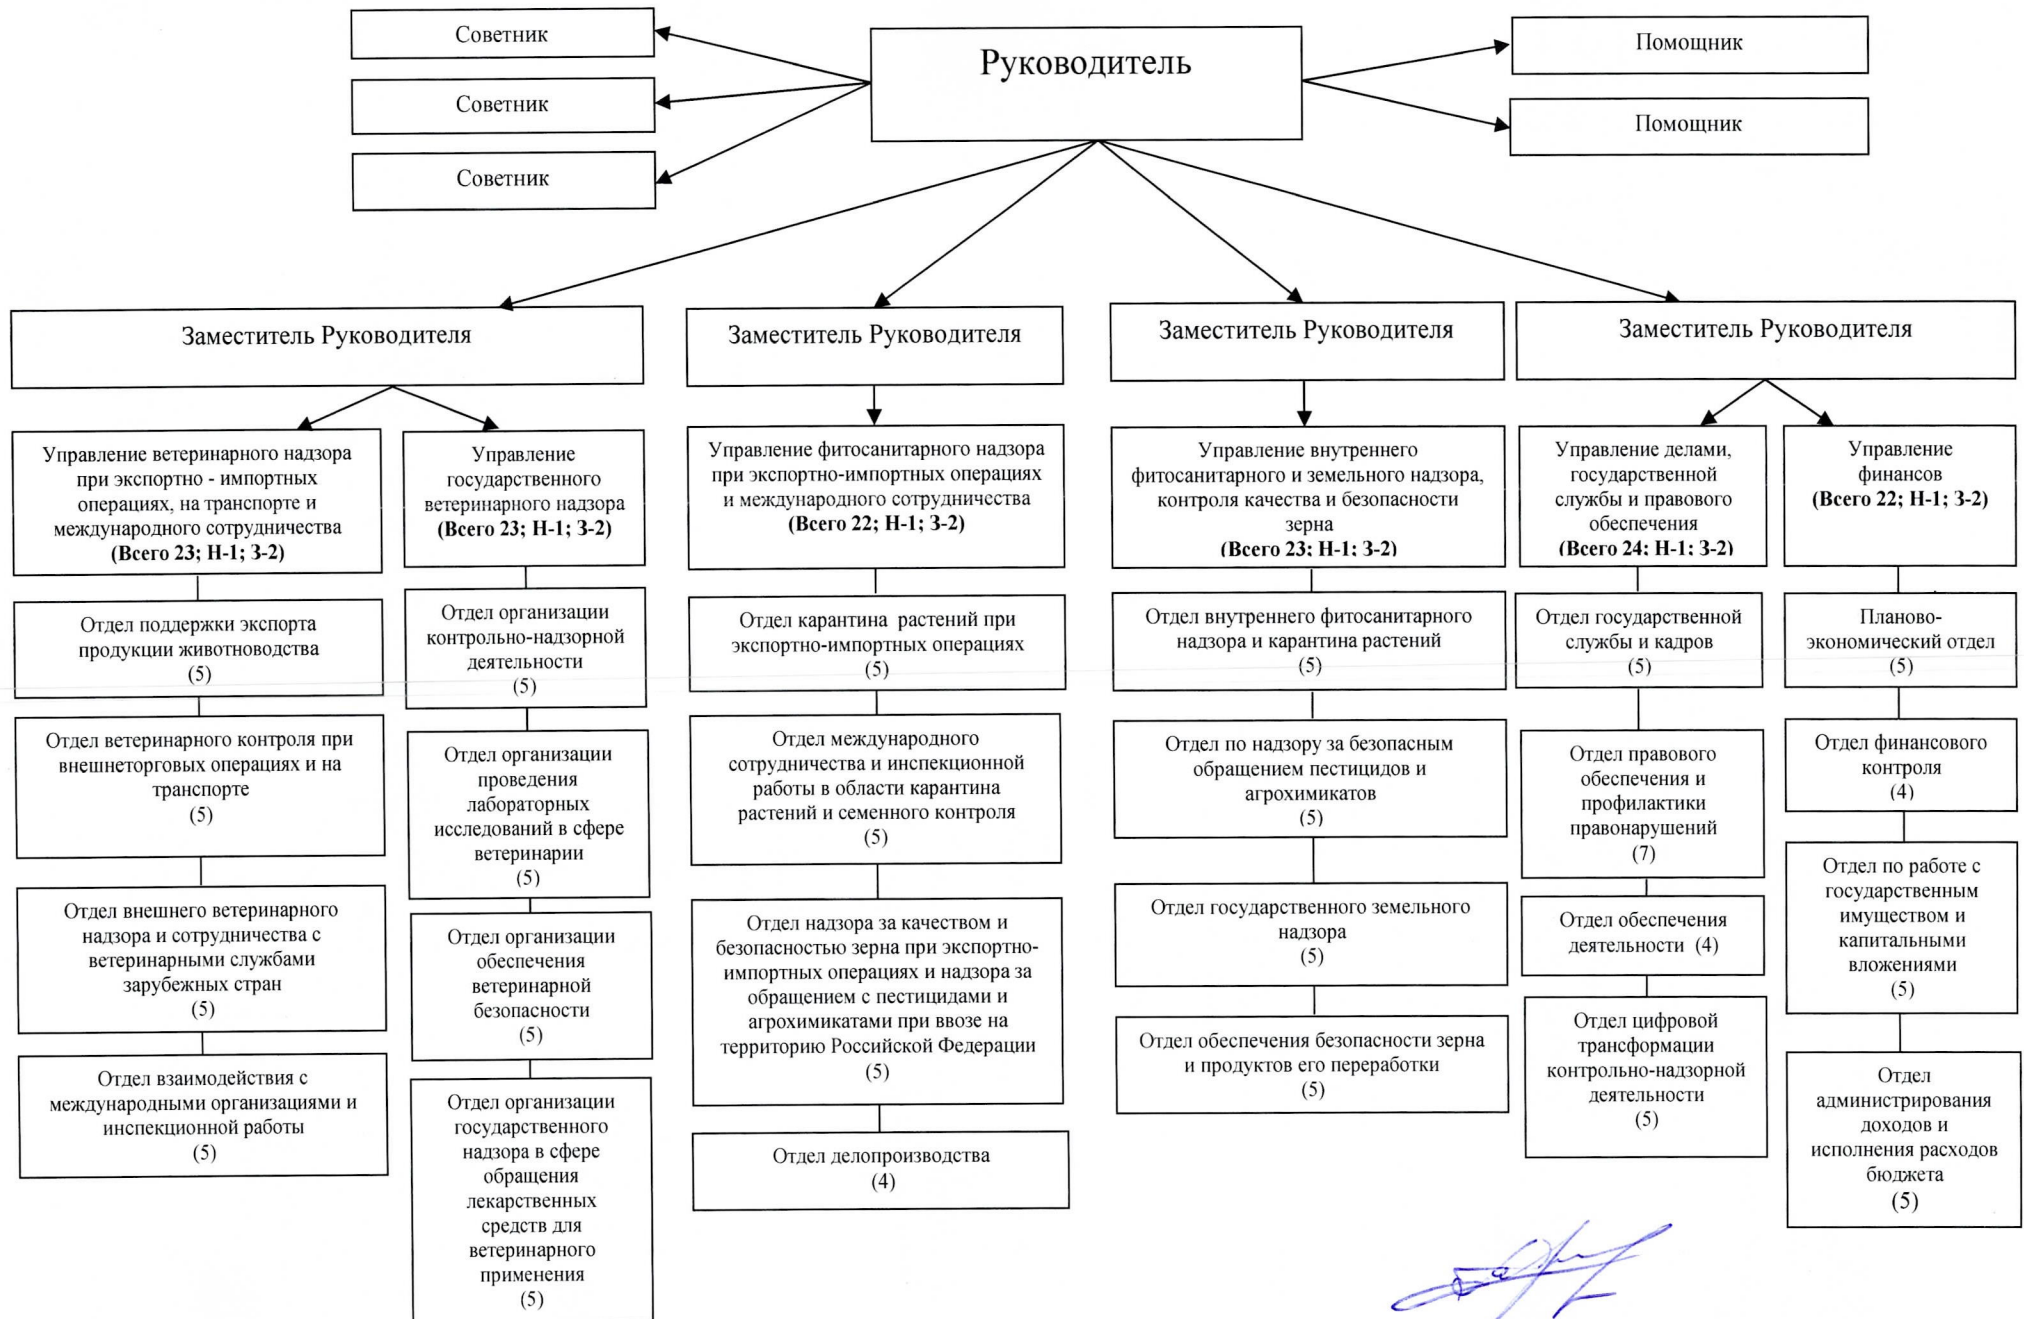 Советник
Советник
Советник
Руководитель
Помощник
Помощник
Заместитель Руководителя
Заместитель Руководителя
Заместитель Руководителя
Заместитель Руководителя
Управление ветеринарного надзора
при экспортно - импортных
операциях, на транспорте и
международного сотрудничества
(Всего 23; Н-1; З-2)
Отдел поддержки экспорта
продукции животноводства
(5)
Отдел ветеринарного контроля при
внешнеторговых операциях и на
транспорте
(5)
Отдел внешнего ветеринарного
надзора и сотрудничества с
ветеринарными службами
зарубежных стран
(5)
Отдел взаимодействия с
международными организациями и
инспекционной работы
(5)
Управление
государственного
ветеринарного надзора
(Всего 23; Н-1; З-2)
Отдел организации
контрольно-надзорной
деятельности
(5)
Отдел организации
проведения
лабораторных
исследований в сфере
ветеринарии
(5)
Отдел организации
обеспечения
ветеринарной
безопасности
(5)
Отдел организации
государственного
надзора в сфере
обращения
лекарственных
средств для
ветеринарного
применения
(5)
Управление фитосанитарного надзора
при экспортно-импортных операциях
и международного сотрудничества
(Всего 22; Н-1; З-2)
Отдел карантина растений при
экспортно-импортных операциях
(5)
Отдел международного
сотрудничества и инспекционной
работы в области карантина
растений и семенного контроля
(5)
Отдел надзора за качеством и
безопасностью зерна при экспортно-
импортных операциях и надзора за
обращением с пестицидами и
агрохимикатами при ввозе на
территорию Российской Федерации
(5)
Отдел делопроизводства
(4)
Управление внутреннего
фитосанитарного и земельного надзора,
контроля качества и безопасности
зерна
(Всего 23; Н-1; З-2)
Отдел внутреннего фитосанитарного
надзора и карантина растений
(5)
Отдел по надзору за безопасным
обращением пестицидов и
агрохимикатов
(5)
Отдел государственного земельного
надзора
(5)
Отдел обеспечения безопасности зерна
и продуктов его переработки
(5)
Управление делами,
государственной
службы и правового
обеспечения
(Всего 24; Н-1; З-2)
Отдел государственной
службы и кадров
(5)
Отдел правового
обеспечения и
профилактики
правонарушений
(7)
Отдел обеспечения
деятельности (4)
Отдел цифровой
трансформации
контрольно-надзорной
деятельности
(5)
Управление
финансов
(Всего 22; Н-1; З-2)
Планово-
экономический отдел
(5)
Отдел финансового
контроля
(4)
Отдел по работе с
государственным
имуществом и
капитальными
вложениями
(5)
Отдел
администрирования
доходов и
исполнения расходов
бюджета
(5)